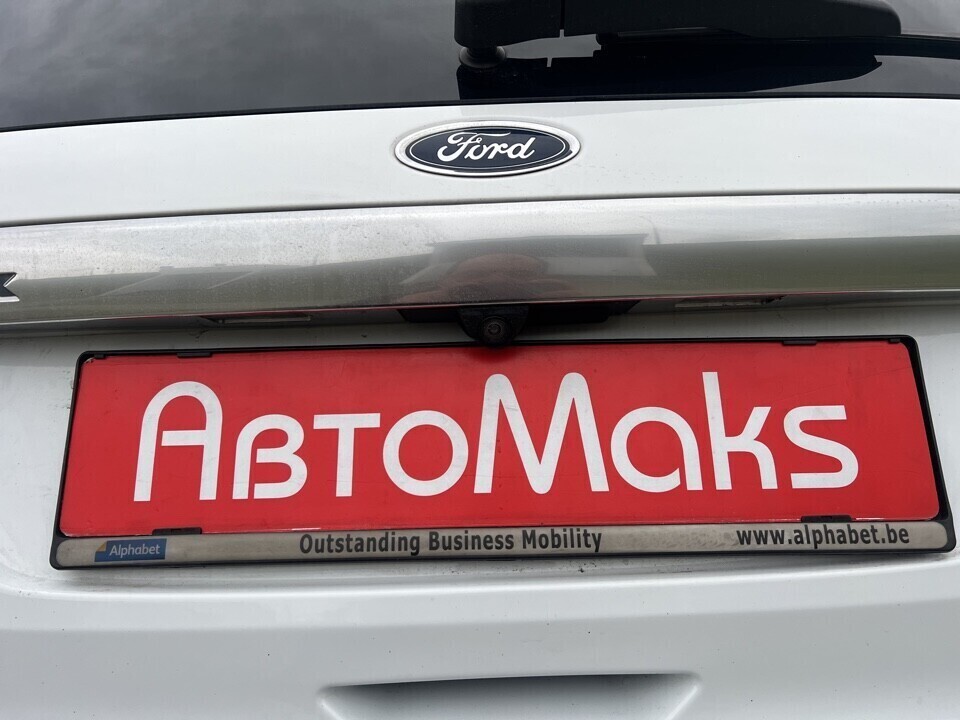 Ford
АвтоMaks
Alphabet Outstanding Business Mobility www.alphabet.be